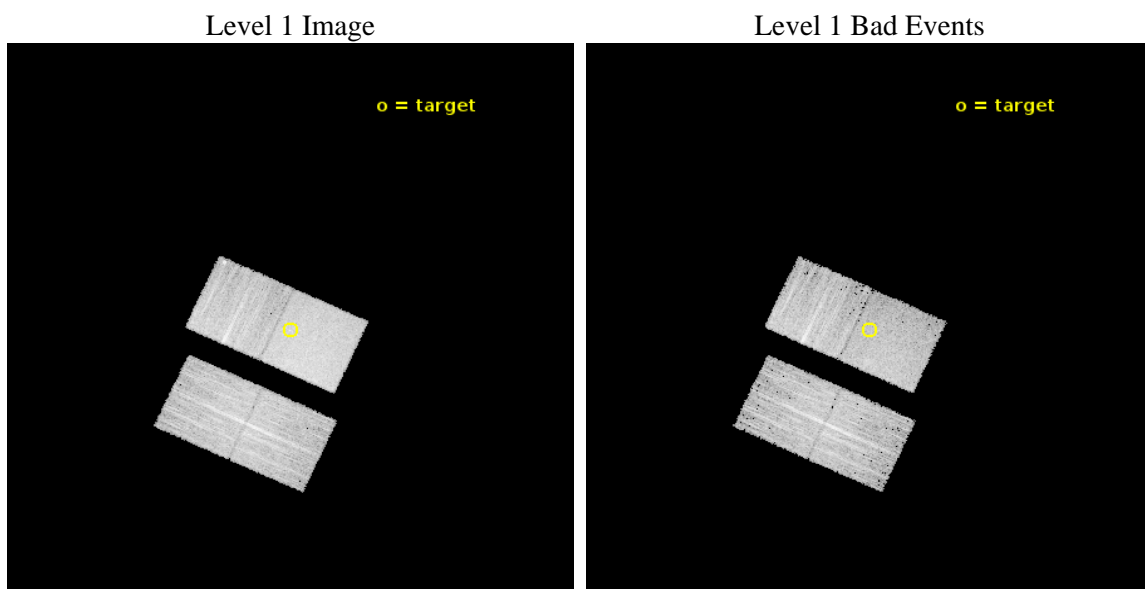 Level 1 Image
Level 1 Bad Events
o = target
o = target